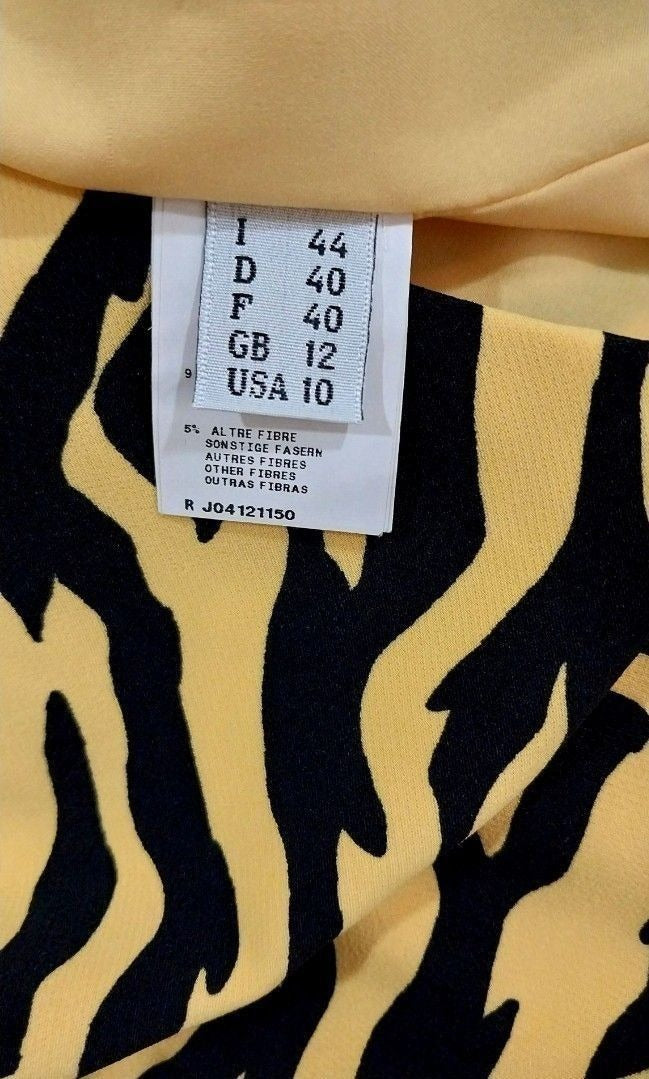 I 44
D 40
F 40
GB 12
USA 10
9
5% ALTRE FIBRE
SONSTIGE FASERN
AUTRES FIBRES
OTHER FIBRES
OUTRAS FIBRAS
R J04121150